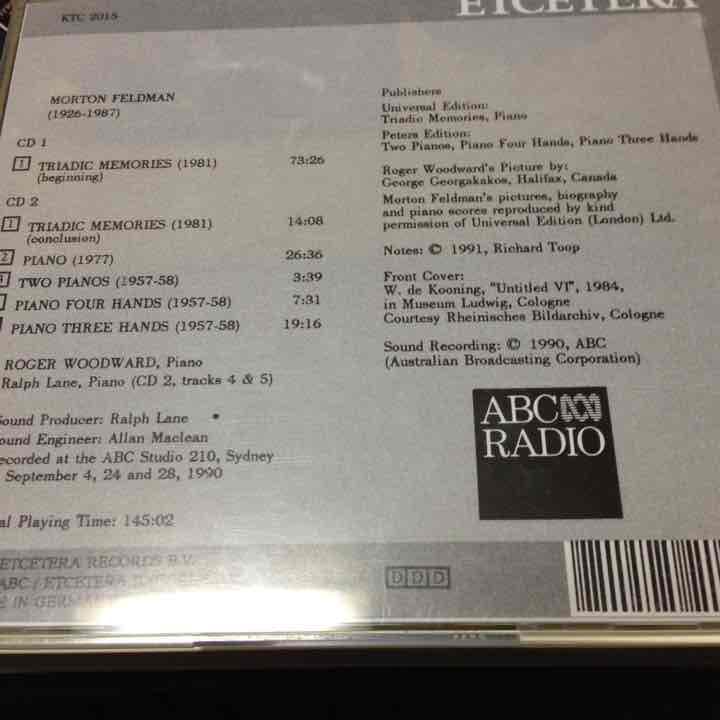 ETCETERA
KTC 2015
MORTON FELDMAN
(1926-1987)
CD 1
1 TRIADIC MEMORIES (1981) 73:26
(beginning)
CD 2
1 TRIADIC MEMORIES (1981) 14:08
(conclusion)
2 PIANO (1977) 26:36
TWO PIANOS (1957-58) 3:39
PIANO FOUR HANDS (1957-58) 7:31
PIANO THREE HANDS (1957-58) 19:16
ROGER WOODWARD, Piano
Ralph Lane, Piano (CD 2, tracks 4 & 5)
Sound Producer: Ralph Lane
ound Engineer: Allan Maclean
ecorded at the ABC Studio 210, Sydney
September 4, 24 and 28, 1990
al Playing Time: 145:02
Publishers
Universal Edition:
Triadic Memories, Piano
Peters Edition:
Two Pianos, Piano Four Hands, Piano Three Hands
Roger Woodward's Picture by:
George Georgakakos, Halifax, Canada
Morton Feldman's pictures, biography
and piano scores reproduced by kind
permission of Universal Edition (London) Ltd.
Notes: © 1991, Richard Toop
Front Cover:
W. de Kooning, "Untitled VI", 1984,
in Museum Ludwig, Cologne
Courtesy Rheinisches Bildarchiv, Cologne
Sound Recording: © 1990, ABC
(Australian Broadcasting Corporation)
ABC
RADIO
ETCETERA RECORDS B.V.
ABC / ETCETERA
E IN GERMA
DDD